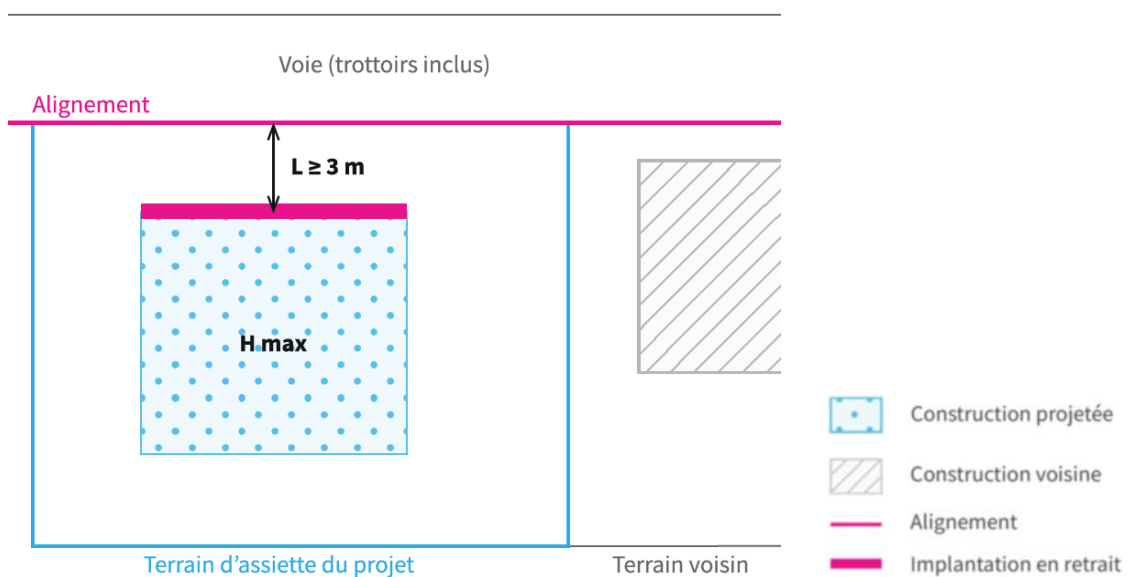 Voie (trottoirs inclus)
Alignement
L ≥ 3 m
H max
Construction projetée
Construction voisine
Alignement
Implantation en retrait
Terrain d’assiette du projet
Terrain voisin